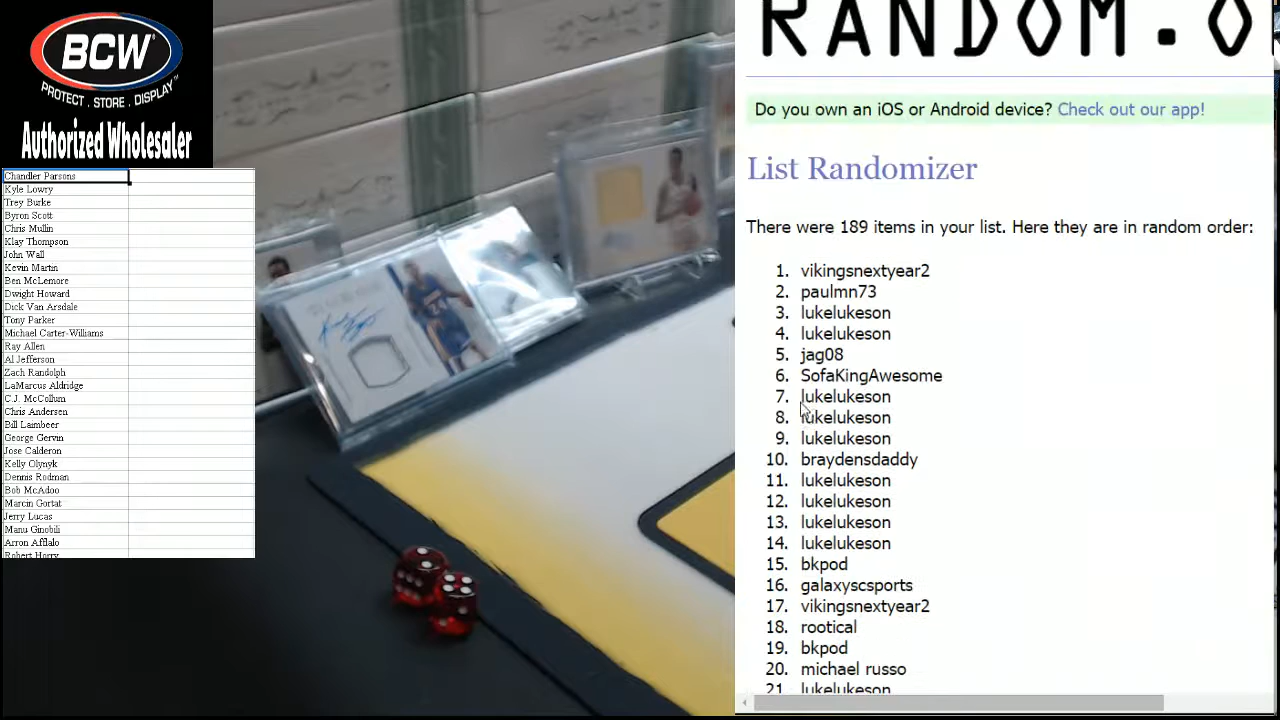 BCW
PROTECT . STORE . DISPLAY™
Authorized Wholesaler
Chandler Parsons
Kyle Lowry
Trey Burke
Byron Scott
Chris Mullin
Klay Thompson
John Wall
Kevin Martin
Ben McLemore
Dwight Howard
Dick Van Arsdale
Tony Parker
Michael Carter-Williams
Ray Allen
Al Jefferson
Zach Randolph
LaMarcus Aldridge
C.J. McCollum
Chris Andersen
Bill Lambeer
George Gervin
Jose Calderon
Kelly Olynyk
Dennis Rodman
Bob McAdoo
Marcin Gortat
Jerry Lucas
Manu Ginobili
Arron Afflalo
Robert Horry
RANDOM.O
Do you own an iOS or Android device? Check out our app!
List Randomizer
There were 189 items in your list. Here they are in random order:
1. vikingsnextyear2
2. paulmn73
3. lukelukeson
4. lukelukeson
5. jag08
6. SofaKingAwesome
7. lukelukeson
8. lukelukeson
9. lukelukeson
10. braydensdaddy
11. lukelukeson
12. lukelukeson
13. lukelukeson
14. lukelukeson
15. bkpod
16. galaxyscsports
17. vikingsnextyear2
18. rootical
19. bkpod
20. michael russo
21. lukelukeson